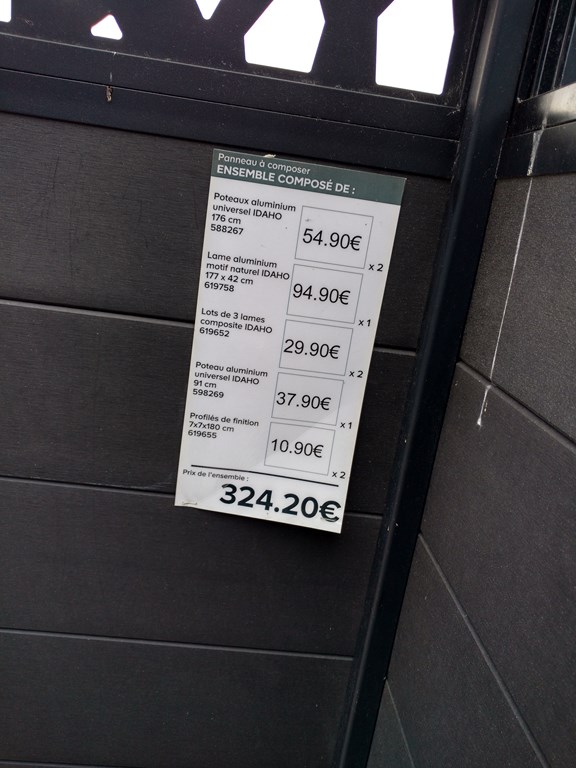 Panneau à composer
ENSEMBLE COMPOSÉ DE :
Poteaux aluminium
universel IDAHO
176 cm
588267
54.90€
x 2
Lame aluminium
motif naturel IDAHO
177 x 42 cm
619758
94.90€
x 1
Lots de 3 lames
composite IDAHO
619652
29.90€
x 2
Poteau aluminium
universel IDAHO
91 cm
598269
37.90€
x 1
Profilés de finition
7x7x180 cm
619655
10.90€
x 2
Prix de l'ensemble :
324.20€